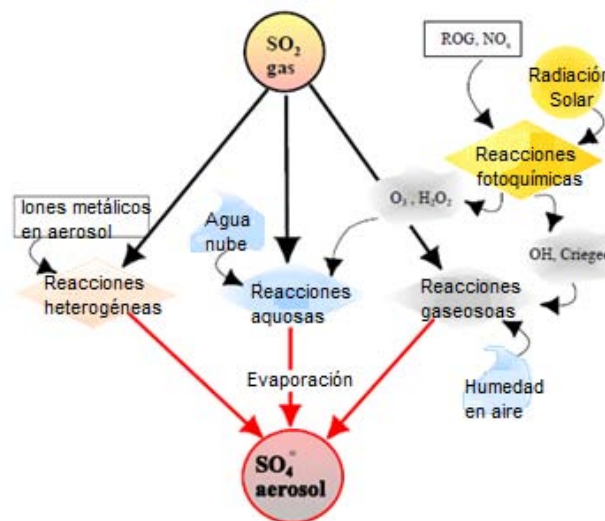 SO₂
gas
ROG, NOₓ
Radiación
Solar
Reacciones
fotoquímicas
O₃ , H₂O₂
Iones metálicos
en aerosol
Agua
nube
OH, Criegee
Reacciones
heterogéneas
Reacciones
aquosas
Reacciones
gaseosoas
Evaporación
Humedad
en aire
SO₄⁼
aerosol